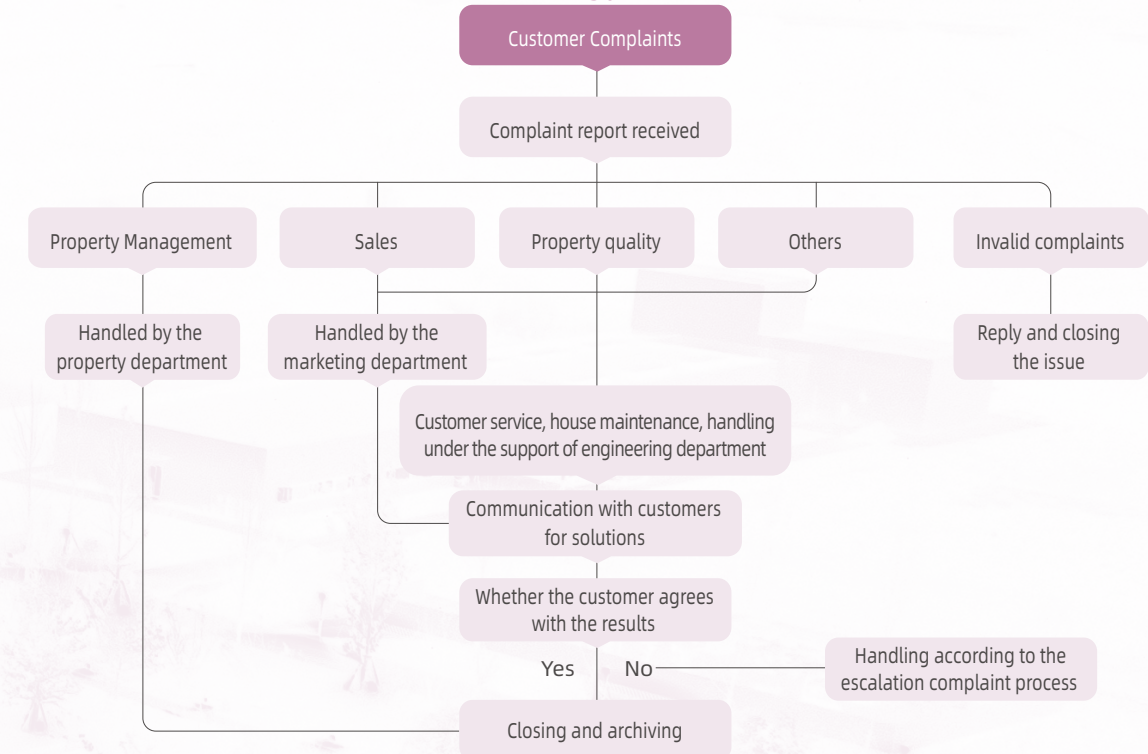 Customer Complaints
Complaint report received
Property Management
Sales
Property quality
Others
Invalid complaints
Handled by the
property department
Handled by the
marketing department
Reply and closing
the issue
Customer service, house maintenance, handling
under the support of engineering department
Communication with customers
for solutions
Whether the customer agrees
with the results
Yes
No
Handling according to the
escalation complaint process
Closing and archiving